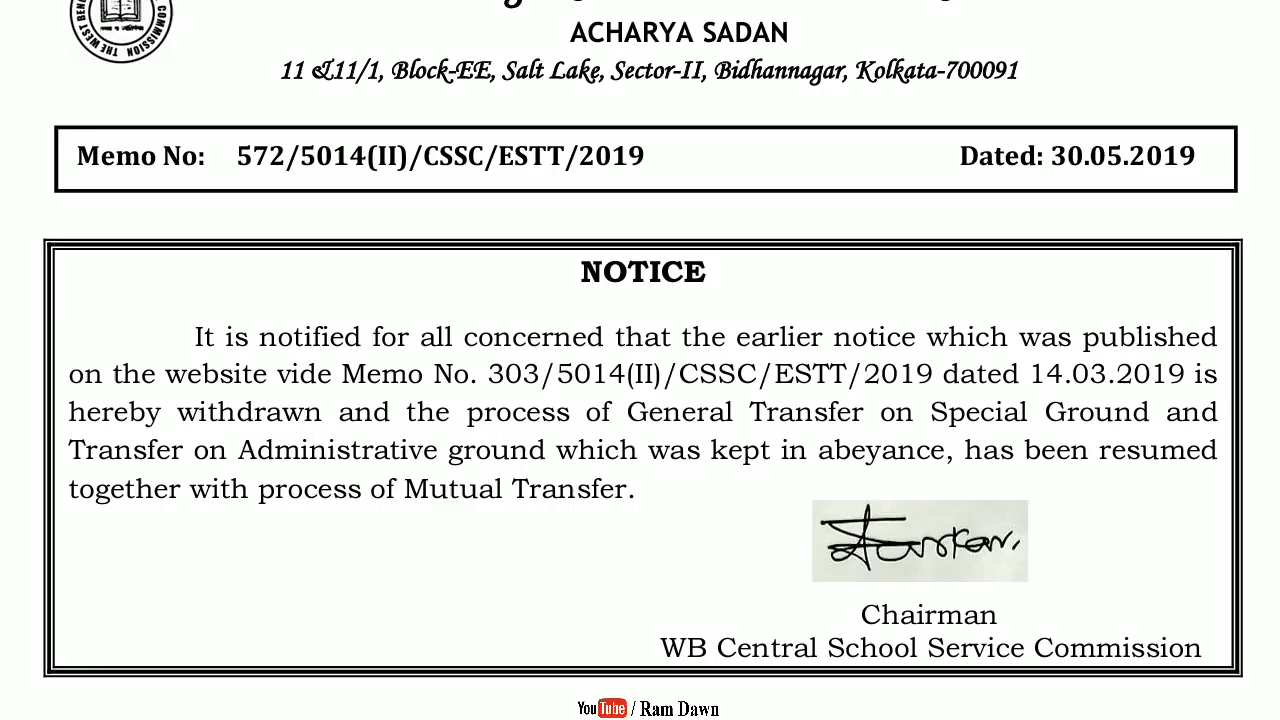 COMMISSION THE WEST BEN
ACHARYA SADAN
11 &11/1, Block-EE, Salt Lake, Sector-II, Bidhannagar, Kolkata-700091
Memo No: 572/5014(II)/CSSC/ESTT/2019 Dated: 30.05.2019
NOTICE
It is notified for all concerned that the earlier notice which was published
on the website vide Memo No. 303/5014(II)/CSSC/ESTT/2019 dated 14.03.2019 is
hereby withdrawn and the process of General Transfer on Special Ground and
Transfer on Administrative ground which was kept in abeyance, has been resumed
together with process of Mutual Transfer.
Chairman
WB Central School Service Commission
YouTube / Ram Dawn